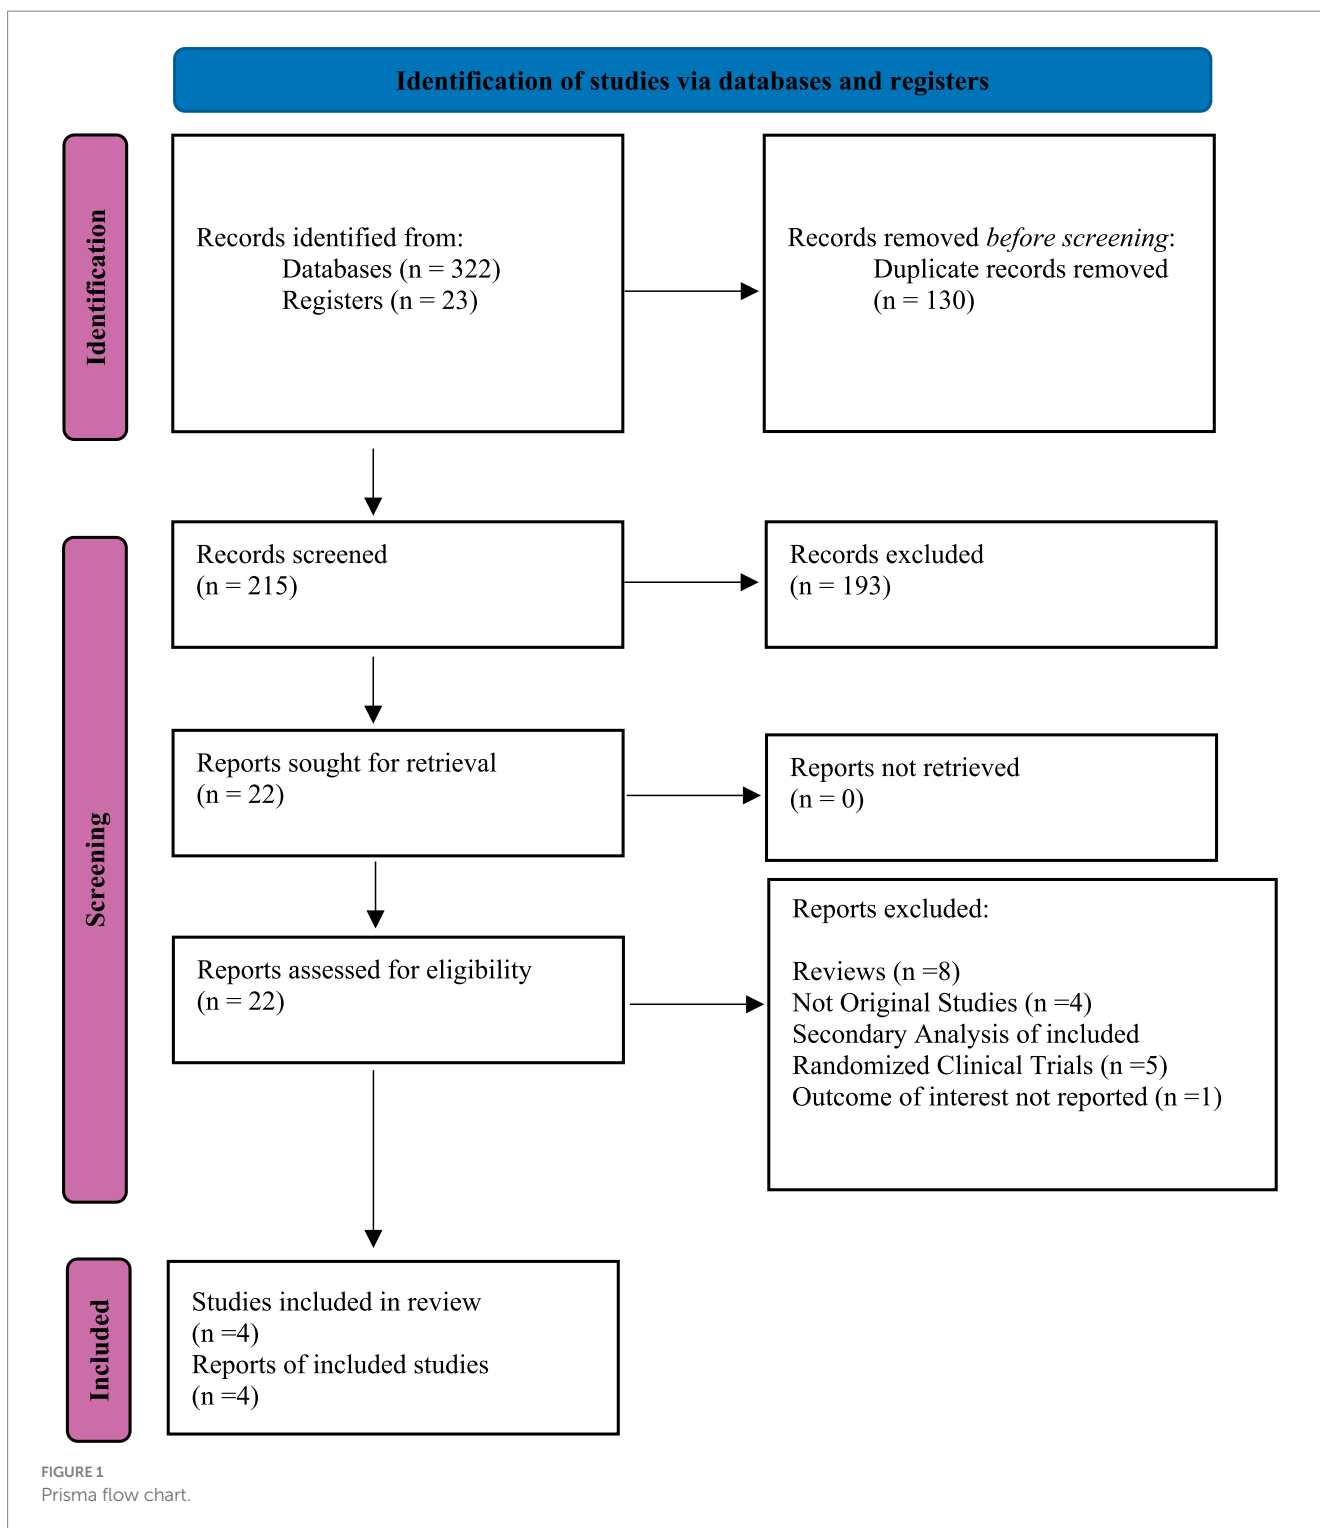 Identification of studies via databases and registers
Identification
Records identified from:
Databases (n = 322)
Registers (n = 23)
Records removed before screening:
Duplicate records removed
(n = 130)
Screening
Records screened
(n = 215)
Records excluded
(n = 193)
Reports sought for retrieval
(n = 22)
Reports not retrieved
(n = 0)
Reports assessed for eligibility
(n = 22)
Reports excluded:
Reviews (n =8)
Not Original Studies (n =4)
Secondary Analysis of included
Randomized Clinical Trials (n =5)
Outcome of interest not reported (n =1)
Included
Studies included in review
(n =4)
Reports of included studies
(n =4)
FIGURE 1
Prisma flow chart.